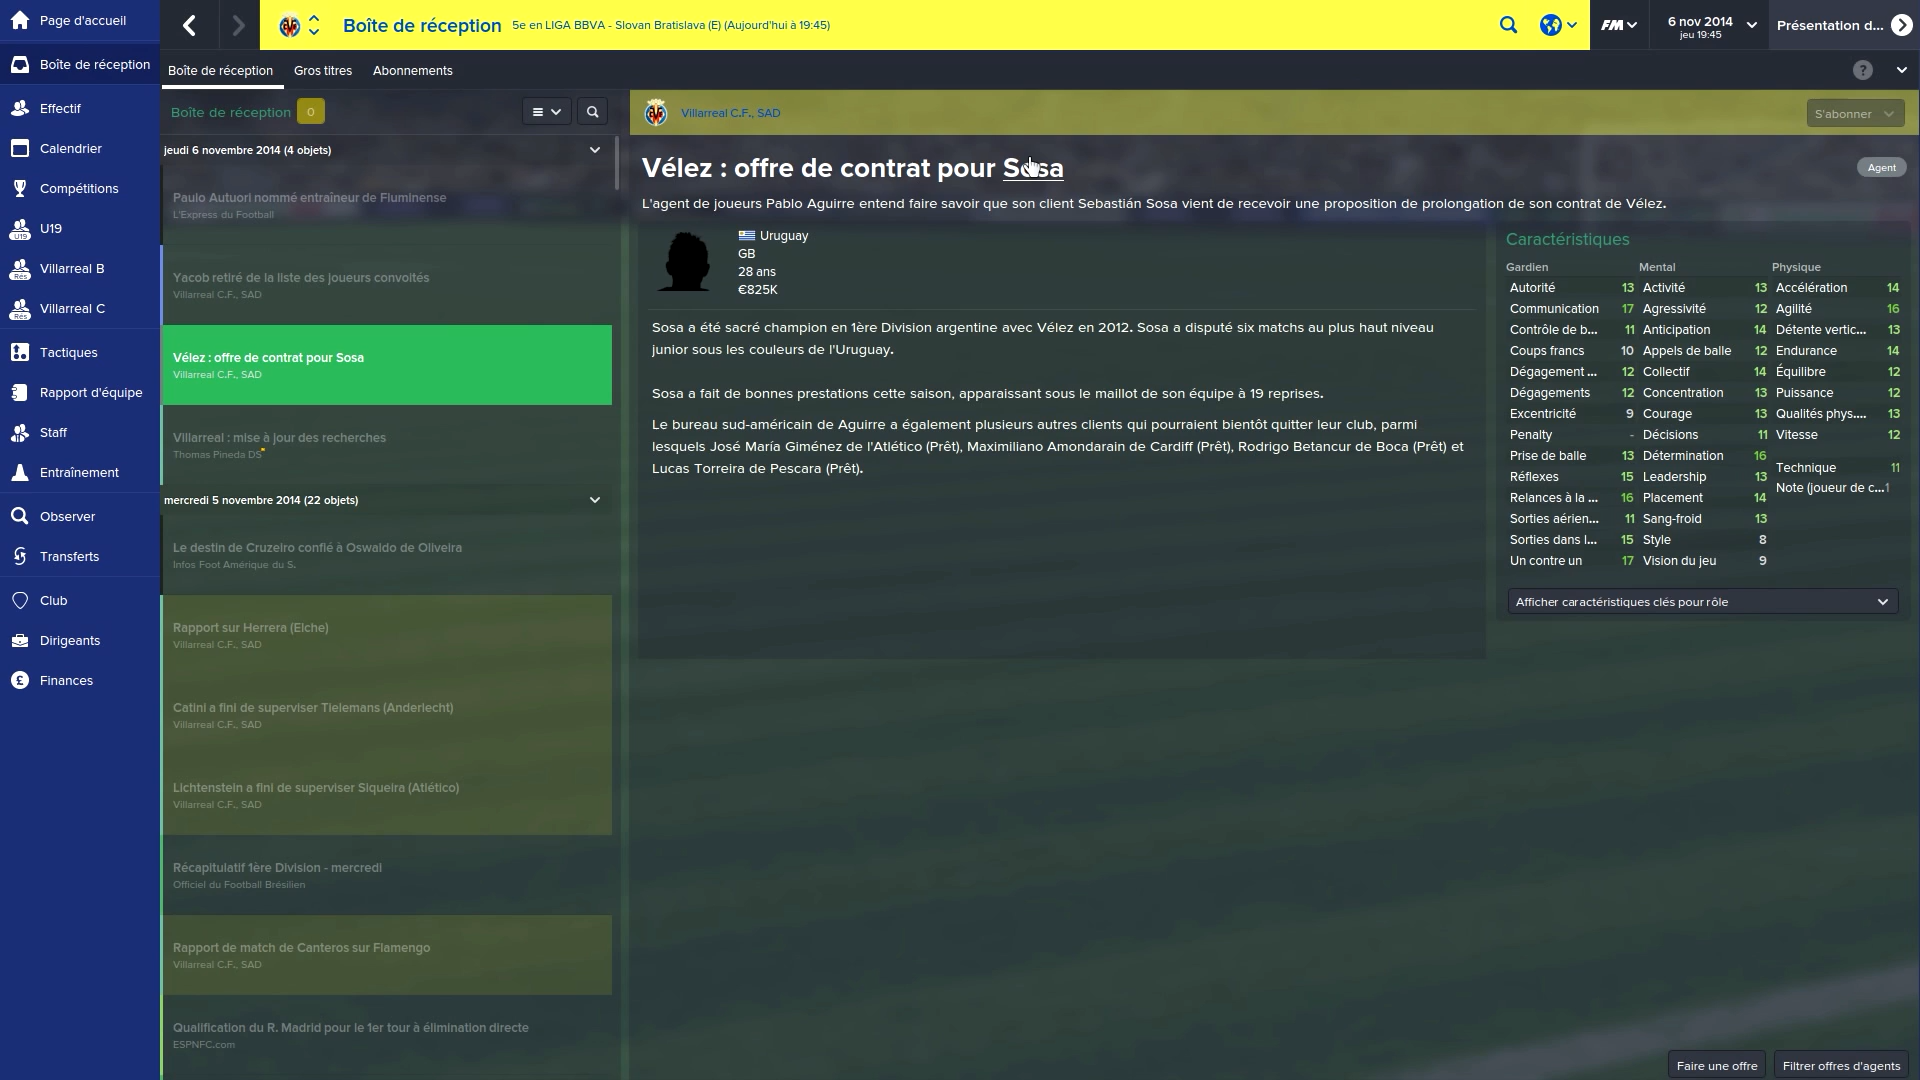 Page d'accueil
Boîte de réception
Effectif
Calendrier
Compétitions
U19
U19
Villarreal B
Rés
Villarreal C
Rés
Tactiques
Rapport d'équipe
Staff
Entraînement
Observer
Transferts
Club
Dirigeants
Finances
Boîte de réception
5e en LIGA BBVA - Slovan Bratislava (E) (Aujourd'hui à 19:45)
FM
6 nov 2014
jeu 19:45
Présentation d...
Boîte de réception Gros titres Abonnements
?
Boîte de réception 0
jeudi 6 novembre 2014 (4 objets)
Paulo Autuori nommé entraîneur de Fluminense
L'Express du Football
Yacob retiré de la liste des joueurs convoités
Villarreal C.F., SAD
Vélez : offre de contrat pour Sosa
Villarreal C.F., SAD
Villarreal : mise à jour des recherches
Thomas Pineda DS
mercredi 5 novembre 2014 (22 objets)
Le destin de Cruzeiro confié à Oswaldo de Oliveira
Infos Foot Amérique du S.
Rapport sur Herrera (Elche)
Villarreal C.F., SAD
Catini a fini de superviser Tielemans (Anderlecht)
Villarreal C.F., SAD
Lichtenstein a fini de superviser Siqueira (Atlético)
Villarreal C.F., SAD
Récapitulatif 1ère Division - mercredi
Officiel du Football Brésilien
Rapport de match de Canteros sur Flamengo
Villarreal C.F., SAD
Qualification du R. Madrid pour le 1er tour à élimination directe
ESPNFC.com
Villarreal C.F., SAD
S'abonner
Vélez : offre de contrat pour Sosa
Agent
L'agent de joueurs Pablo Aguirre entend faire savoir que son client Sebastián Sosa vient de recevoir une proposition de prolongation de son contrat de Vélez.
Uruguay
GB
28 ans
€825K
Sosa a été sacré champion en 1ère Division argentine avec Vélez en 2012. Sosa a disputé six matchs au plus haut niveau
junior sous les couleurs de l'Uruguay.
Sosa a fait de bonnes prestations cette saison, apparaissant sous le maillot de son équipe à 19 reprises.
Le bureau sud-américain de Aguirre a également plusieurs autres clients qui pourraient bientôt quitter leur club, parmi
lesquels José María Giménez de l'Atlético (Prêt), Maximiliano Amondarain de Cardiff (Prêt), Rodrigo Betancur de Boca (Prêt) et
Lucas Torreira de Pescara (Prêt).
Caractéristiques
Gardien Mental Physique
Autorité 13 Activité 13 Accélération 14
Communication 17 Agressivité 12 Agilité 16
Contrôle de b... 11 Anticipation 14 Détente vertic... 13
Coups francs 10 Appels de balle 12 Endurance 14
Dégagement ... 12 Collectif 14 Équilibre 12
Dégagements 12 Concentration 13 Puissance 12
Excentricité 9 Courage 13 Qualités phys.... 13
Penalty - Décisions 11 Vitesse 12
Prise de balle 13 Détermination 16
Réflexes 15 Leadership 13 Technique 11
Relances à la ... 16 Placement 14 Note (joueur de c...1
Sorties aérien... 11 Sang-froid 13
Sorties dans l... 15 Style 8
Un contre un 17 Vision du jeu 9
Afficher caractéristiques clés pour rôle
Faire une offre
Filtrer offres d'agents